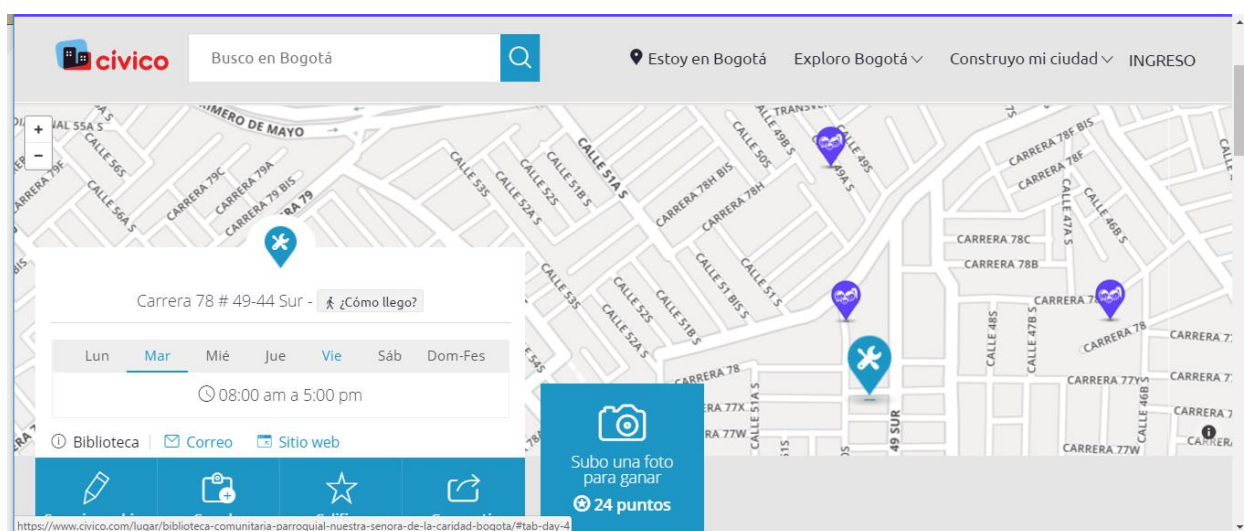 cívico
Busco en Bogotá
Estoy en Bogotá
Exploro Bogotá
Construyo mi ciudad
INGRESO
+
−
PRIMERO DE MAYO
CALLE 56S
CALLE 56A S
CARRERA 79C
CARRERA 79A
CARRERA 79 BIS
CALLE 53S
CALLE 52A S
CALLE 52S
CALLE 51B S
CALLE 51A S
CALLE 50S
CALLE 49B S
CALLE 49S
49A S
CARRERA 78H BIS
CARRERA 78H
CARRERA 78F BIS
CARRERA 78F
CALLE 47A S
CALLE 46B S
CARRERA 78C
CARRERA 78B
CALLE 53S
CALLE 52S
CALLE 52A S
CALLE 51B S
CALLE 51 BIS S
CALLE 51 S
CALLE 48S
CALLE 47B S
CARRERA 78
CARRERA 78
CARRERA 77Y
CALLE 46B S
CARRERA 77W
CALLE 51A S
49 SUR
Carrera 78 # 49-44 Sur - ¿Cómo llego?
Lun Mar Mié Jue Vie Sáb Dom-Fes
08:00 am a 5:00 pm
Biblioteca
Correo
Sitio web
Subo una foto
para ganar
24 puntos
https://www.civico.com/lugar/biblioteca-comunitaria-parroquial-nuestra-senora-de-la-caridad-bogota/#tab-day-4